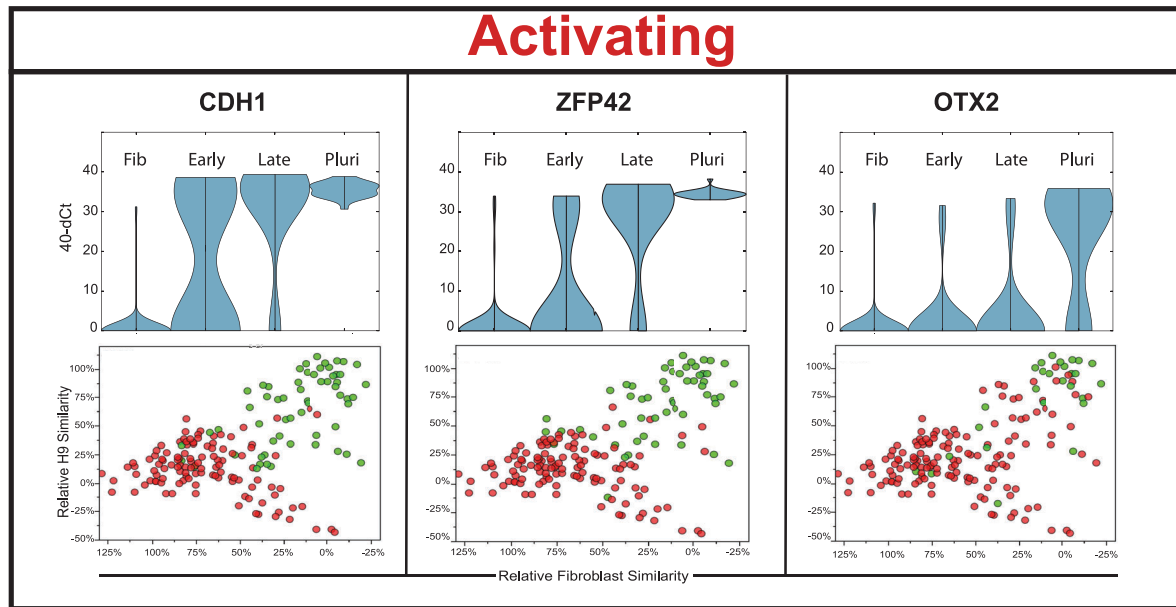 Activating
CDH1
ZFP42
OTX2
40-dCt
40
30
20
10
0
Fib Early Late Pluri
40
30
20
10
0
Fib Early Late Pluri
40
30
20
10
0
Fib Early Late Pluri
Relative H9 Similarity
100%
75%
50%
25%
0%
-25%
-50%
125% 100% 75% 50% 25% 0% -25%
100%
75%
50%
25%
0%
-25%
-50%
125% 100% 75% 50% 25% 0% -25%
100%
75%
50%
25%
0%
-25%
-50%
125% 100% 75% 50% 25% 0% -25%
Relative Fibroblast Similarity